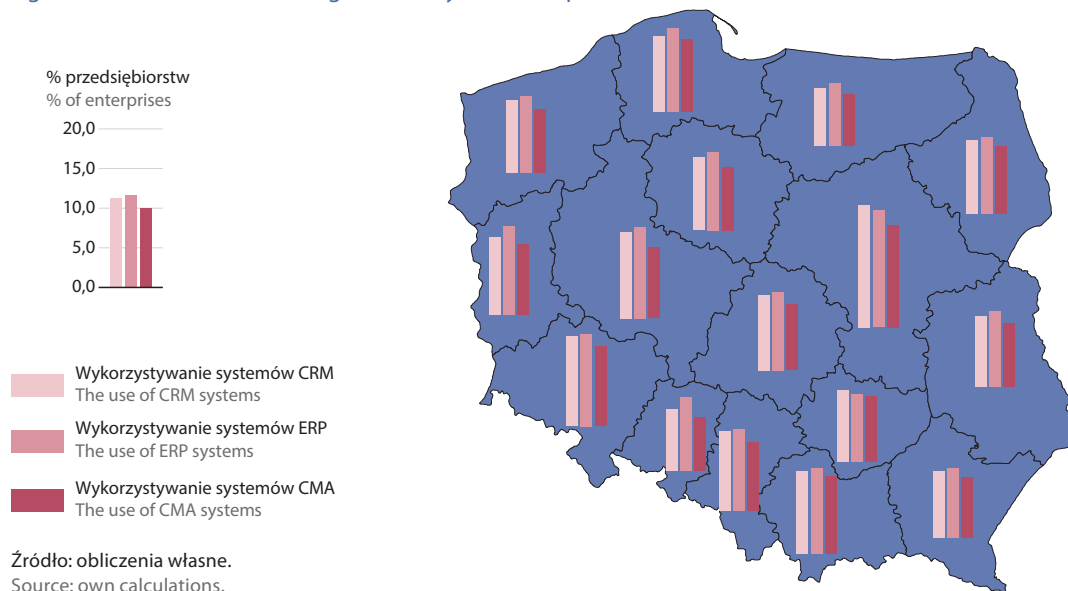 % przedsiębiorstw
% of enterprises
20,0
15,0
10,0
5,0
0,0
Wykorzystywanie systemów CRM
The use of CRM systems
Wykorzystywanie systemów ERP
The use of ERP systems
Wykorzystywanie systemów CMA
The use of CMA systems
Źródło: obliczenia własne.
Source: own calculations.